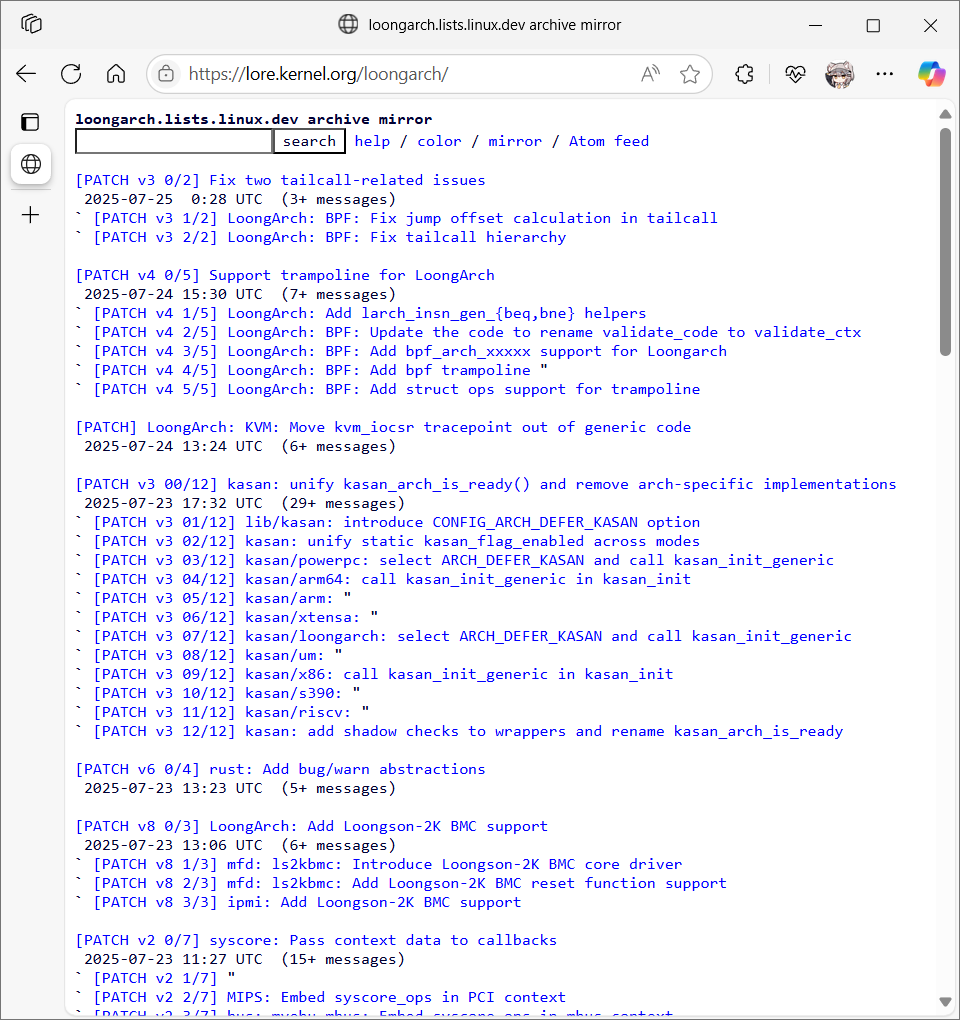 loongarch.lists.linux.dev archive mirror
https://lore.kernel.org/loongarch/
loongarch.lists.linux.dev archive mirror
search help / color / mirror / Atom feed
[PATCH v3 0/2] Fix two tailcall-related issues
2025-07-25  0:28 UTC  (3+ messages)
` [PATCH v3 1/2] LoongArch: BPF: Fix jump offset calculation in tailcall
` [PATCH v3 2/2] LoongArch: BPF: Fix tailcall hierarchy
[PATCH v4 0/5] Support trampoline for LoongArch
2025-07-24 15:30 UTC  (7+ messages)
` [PATCH v4 1/5] LoongArch: Add larch_insn_gen_{beq,bne} helpers
` [PATCH v4 2/5] LoongArch: BPF: Update the code to rename validate_code to validate_ctx
` [PATCH v4 3/5] LoongArch: BPF: Add bpf_arch_xxxxx support for Loongarch
` [PATCH v4 4/5] LoongArch: BPF: Add bpf trampoline "
` [PATCH v4 5/5] LoongArch: BPF: Add struct ops support for trampoline
[PATCH] LoongArch: KVM: Move kvm_iocsr tracepoint out of generic code
2025-07-24 13:24 UTC  (6+ messages)
[PATCH v3 00/12] kasan: unify kasan_arch_is_ready() and remove arch-specific implementations
2025-07-23 17:32 UTC  (29+ messages)
` [PATCH v3 01/12] lib/kasan: introduce CONFIG_ARCH_DEFER_KASAN option
` [PATCH v3 02/12] kasan: unify static kasan_flag_enabled across modes
` [PATCH v3 03/12] kasan/powerpc: select ARCH_DEFER_KASAN and call kasan_init_generic
` [PATCH v3 04/12] kasan/arm64: call kasan_init_generic in kasan_init
` [PATCH v3 05/12] kasan/arm: "
` [PATCH v3 06/12] kasan/xtensa: "
` [PATCH v3 07/12] kasan/loongarch: select ARCH_DEFER_KASAN and call kasan_init_generic
` [PATCH v3 08/12] kasan/um: "
` [PATCH v3 09/12] kasan/x86: call kasan_init_generic in kasan_init
` [PATCH v3 10/12] kasan/s390: "
` [PATCH v3 11/12] kasan/riscv: "
` [PATCH v3 12/12] kasan: add shadow checks to wrappers and rename kasan_arch_is_ready
[PATCH v6 0/4] rust: Add bug/warn abstractions
2025-07-23 13:23 UTC  (5+ messages)
[PATCH v8 0/3] LoongArch: Add Loongson-2K BMC support
2025-07-23 13:06 UTC  (6+ messages)
` [PATCH v8 1/3] mfd: ls2kbmc: Introduce Loongson-2K BMC core driver
` [PATCH v8 2/3] mfd: ls2kbmc: Add Loongson-2K BMC reset function support
` [PATCH v8 3/3] ipmi: Add Loongson-2K BMC support
[PATCH v2 0/7] syscore: Pass context data to callbacks
2025-07-23 11:27 UTC  (15+ messages)
` [PATCH v2 1/7] "
` [PATCH v2 2/7] MIPS: Embed syscore_ops in PCI context
` [PATCH v2 3/7] bus: mvebu-mbus: Embed syscore_ops in mbus context